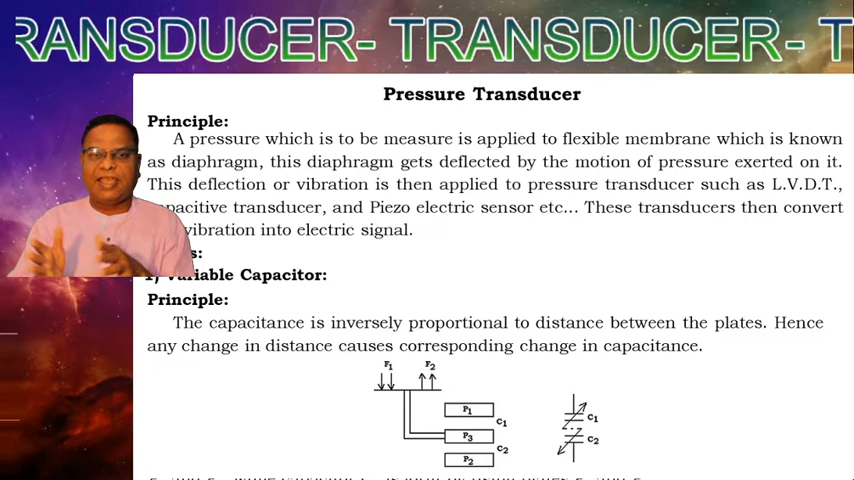 RANSDUCER- TRANSDUCER- T
Pressure Transducer
Principle:
A pressure which is to be measure is applied to flexible membrane which is known
as diaphragm, this diaphragm gets deflected by the motion of pressure exerted on it.
This deflection or vibration is then applied to pressure transducer such as L.V.D.T.,
transducer, and Piezo electric sensor etc... These transducers then convert
vibration into electric signal.
Variable Capacitor:
Principle:
The capacitance is inversely proportional to distance between the plates. Hence
any change in distance causes corresponding change in capacitance.
F1 F2
P1
C1
P3
C2
P2
C1
C2